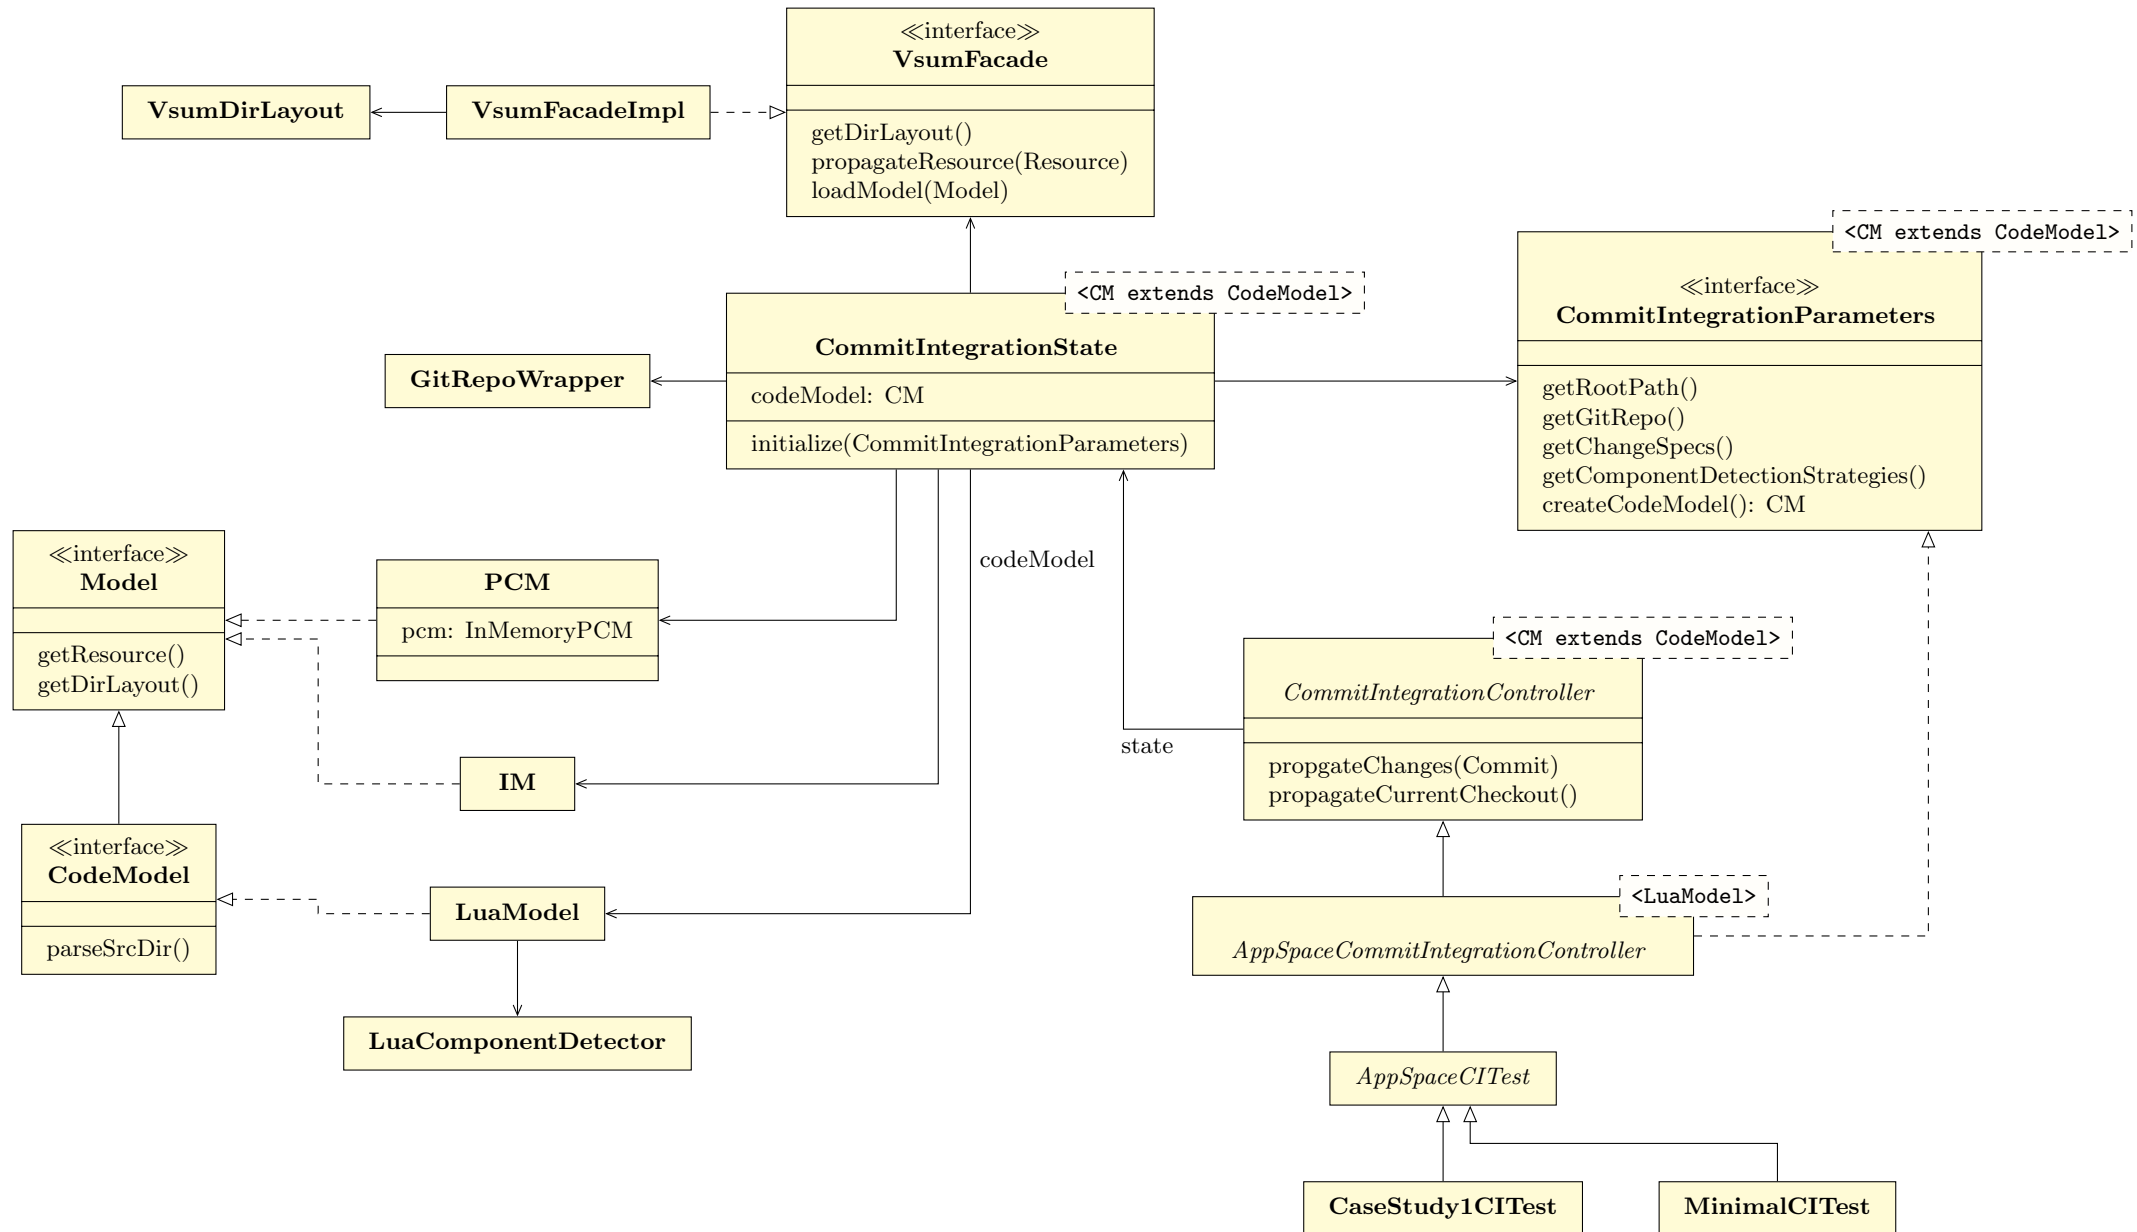 ≪interface≫
VsumFacade
getDirLayout()
propagateResource(Resource)
loadModel(Model)
VsumDirLayout
VsumFacadeImpl
<CM extends CodeModel>
≪interface≫
CommitIntegrationParameters
getRootPath()
getGitRepo()
getChangeSpecs()
getComponentDetectionStrategies()
createCodeModel(): CM
<CM extends CodeModel>
CommitIntegrationState
codeModel: CM
initialize(CommitIntegrationParameters)
GitRepoWrapper
≪interface≫
Model
getResource()
getDirLayout()
PCM
pcm: InMemoryPCM
codeModel
<CM extends CodeModel>
CommitIntegrationController
propgateChanges(Commit)
propagateCurrentCheckout()
state
IM
≪interface≫
CodeModel
parseSrcDir()
LuaModel
<LuaModel>
AppSpaceCommitIntegrationController
LuaComponentDetector
AppSpaceCITest
CaseStudy1CITest
MinimalCITest